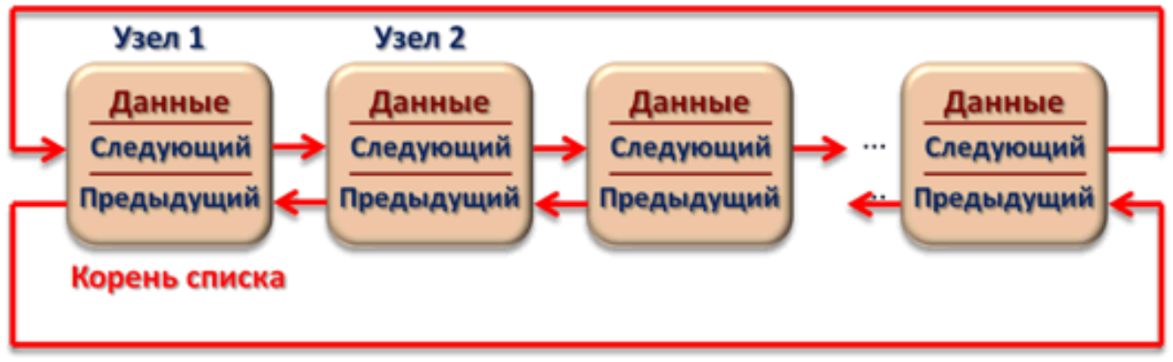 Узел 1 Узел 2
Данные Данные Данные Данные
Следующий Следующий Следующий ... Следующий
Предыдущий Предыдущий Предыдущий ... Предыдущий
Корень списка